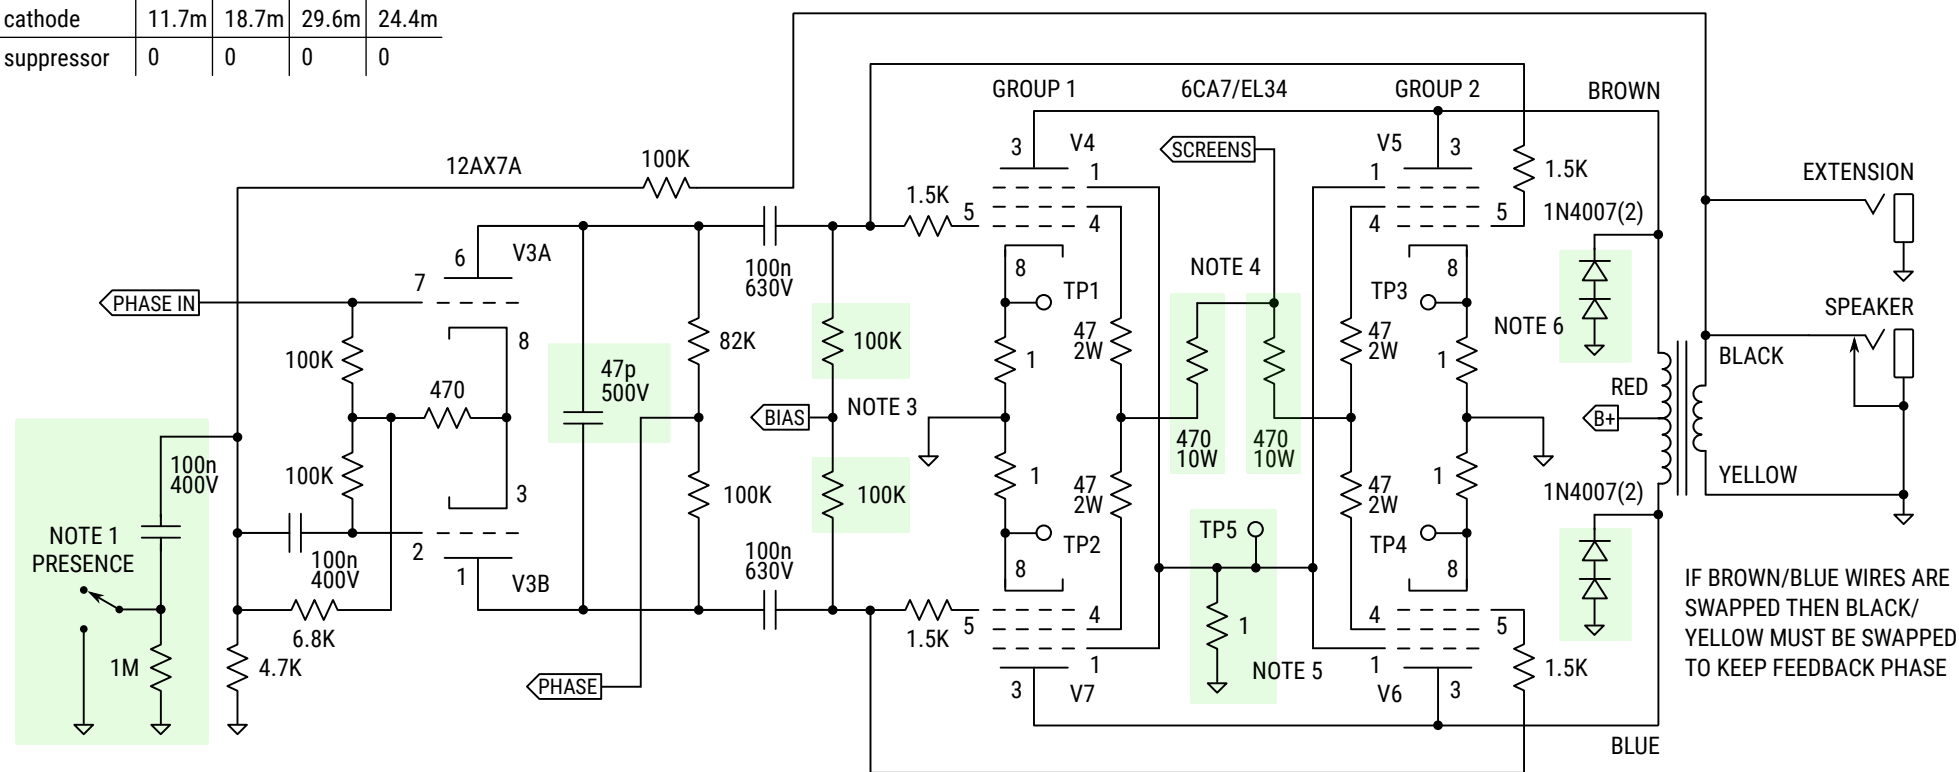 cathode 11.7m 18.7m 29.6m 24.4m
suppressor 0 0 0 0
GROUP 1 6CA7/EL34 GROUP 2 BROWN
3 V4 V5 3
SCREENS
12AX7A 100K 1 1 1.5K EXTENSION
1.5K 5 4 4 5 1N4007(2)
6 V3A
7 100n
630V
8 NOTE 4 8
PHASE IN TP1 TP3 SPEAKER
8 82K 100K 47
2W 47
2W NOTE 6
100K 1 1 BLACK
47p
500V
470 RED
BIAS NOTE 3 B+
470
10W 470
10W
100n
400V 100K 100K 100K 1 47
2W 47
2W 1 YELLOW
3 1N4007(2)
NOTE 1
PRESENCE 2 TP5
100n
400V 100n
630V TP2 TP4
1 V3B 8 8
IF BROWN/BLUE WIRES ARE
SWAPPED THEN BLACK/
YELLOW MUST BE SWAPPED
TO KEEP FEEDBACK PHASE
6.8K 1.5K 5 4 1 4 5
1M 4.7K 1 NOTE 5 1 1.5K
PHASE 3 V7 V6 3
BLUE